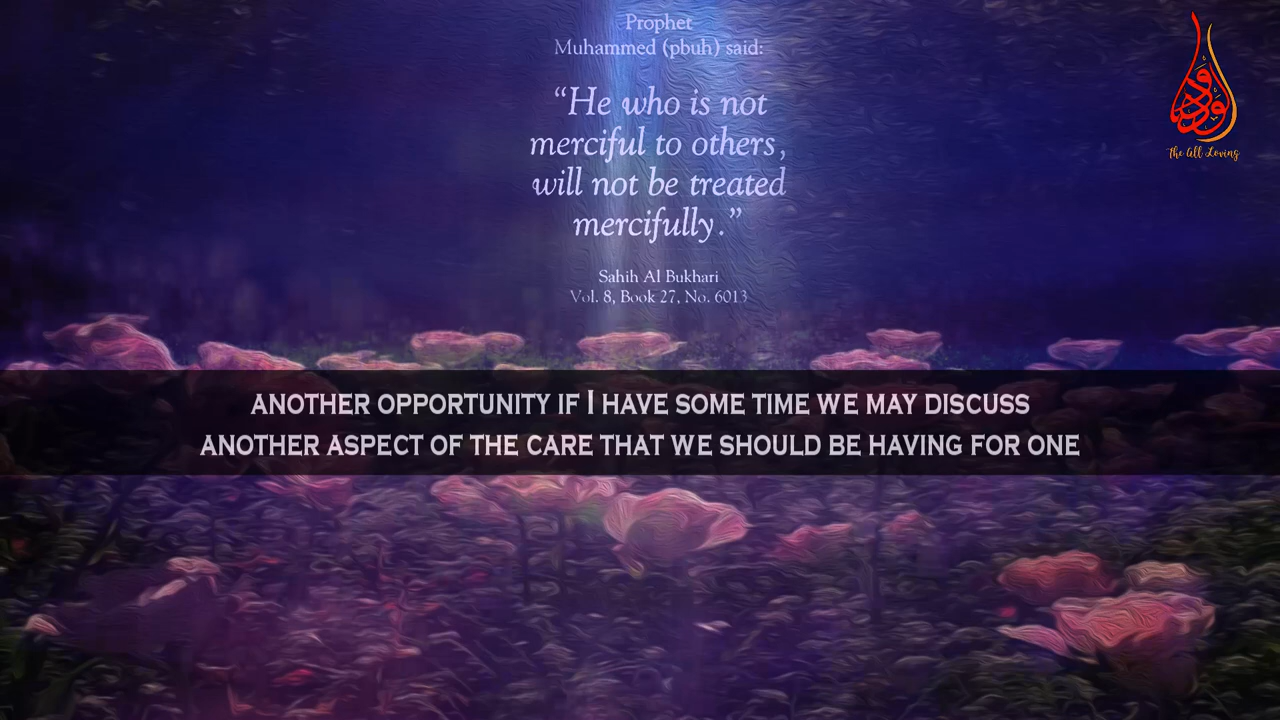 Prophet
Muhammed (pbuh) said:
“He who is not
merciful to others,
will not be treated
mercifully.”
Sahih Al Bukhari
Vol. 8, Book 27, No. 6013
The All Loving
ANOTHER OPPORTUNITY IF I HAVE SOME TIME WE MAY DISCUSS
ANOTHER ASPECT OF THE CARE THAT WE SHOULD BE HAVING FOR ONE